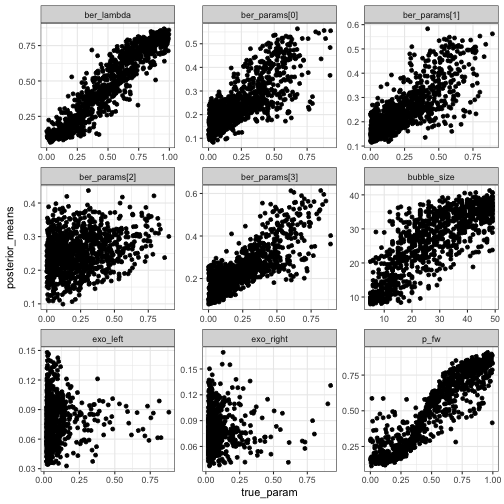 ber_lambda ber_params[0] ber_params[1]
0.75 0.50 0.25
0.5 0.4 0.3 0.2 0.1
0.6 0.5 0.4 0.3 0.2 0.1
0.00 0.25 0.50 0.75 1.00
0.00 0.25 0.50 0.75
0.00 0.25 0.50 0.75
ber_params[2] ber_params[3] bubble_size
0.4 0.3 0.2 0.1
0.6 0.4 0.2
40 30 20 10
0.00 0.25 0.50 0.75
0.00 0.25 0.50 0.75
10 20 30 40 50
posterior_means
exo_left exo_right p_fw
0.15 0.12 0.09 0.06 0.03
0.15 0.12 0.09 0.06
0.75 0.50 0.25
0.00 0.25 0.50 0.75
0.00 0.25 0.50 0.75
0.00 0.25 0.50 0.75 1.00
true_param